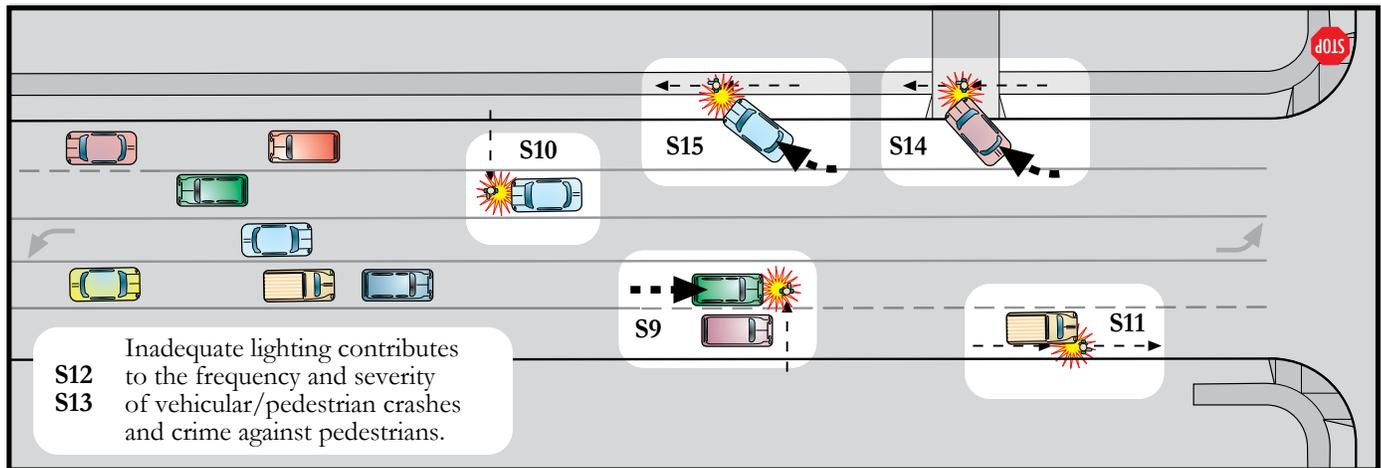 STOP
S10
S15
S14
S9
S11
S12
S13
Inadequate lighting contributes
to the frequency and severity
of vehicular/pedestrian crashes
and crime against pedestrians.